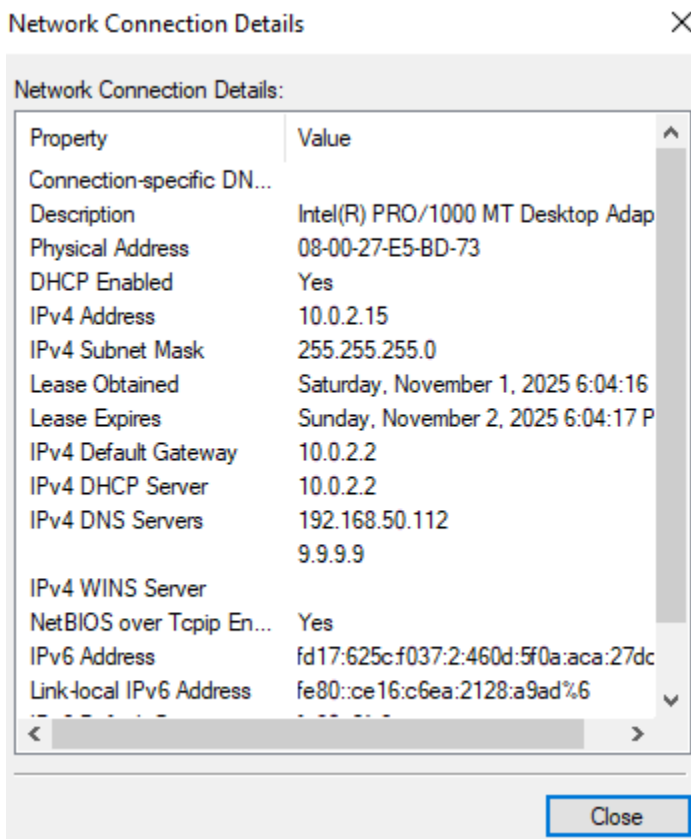 Network Connection Details
Network Connection Details:
Property Value
Connection-specific DN...
Description Intel(R) PRO/1000 MT Desktop Adap
Physical Address 08-00-27-E5-BD-73
DHCP Enabled Yes
IPv4 Address 10.0.2.15
IPv4 Subnet Mask 255.255.255.0
Lease Obtained Saturday, November 1, 2025 6:04:16
Lease Expires Sunday, November 2, 2025 6:04:17 P
IPv4 Default Gateway 10.0.2.2
IPv4 DHCP Server 10.0.2.2
IPv4 DNS Servers 192.168.50.112
9.9.9.9
IPv4 WINS Server
NetBIOS over Tcpip En... Yes
IPv6 Address fd17:625c:f037:2:460d:5f0a:aca:27dc
Link-local IPv6 Address fe80::ce16:c6ea:2128:a9ad%6
Close